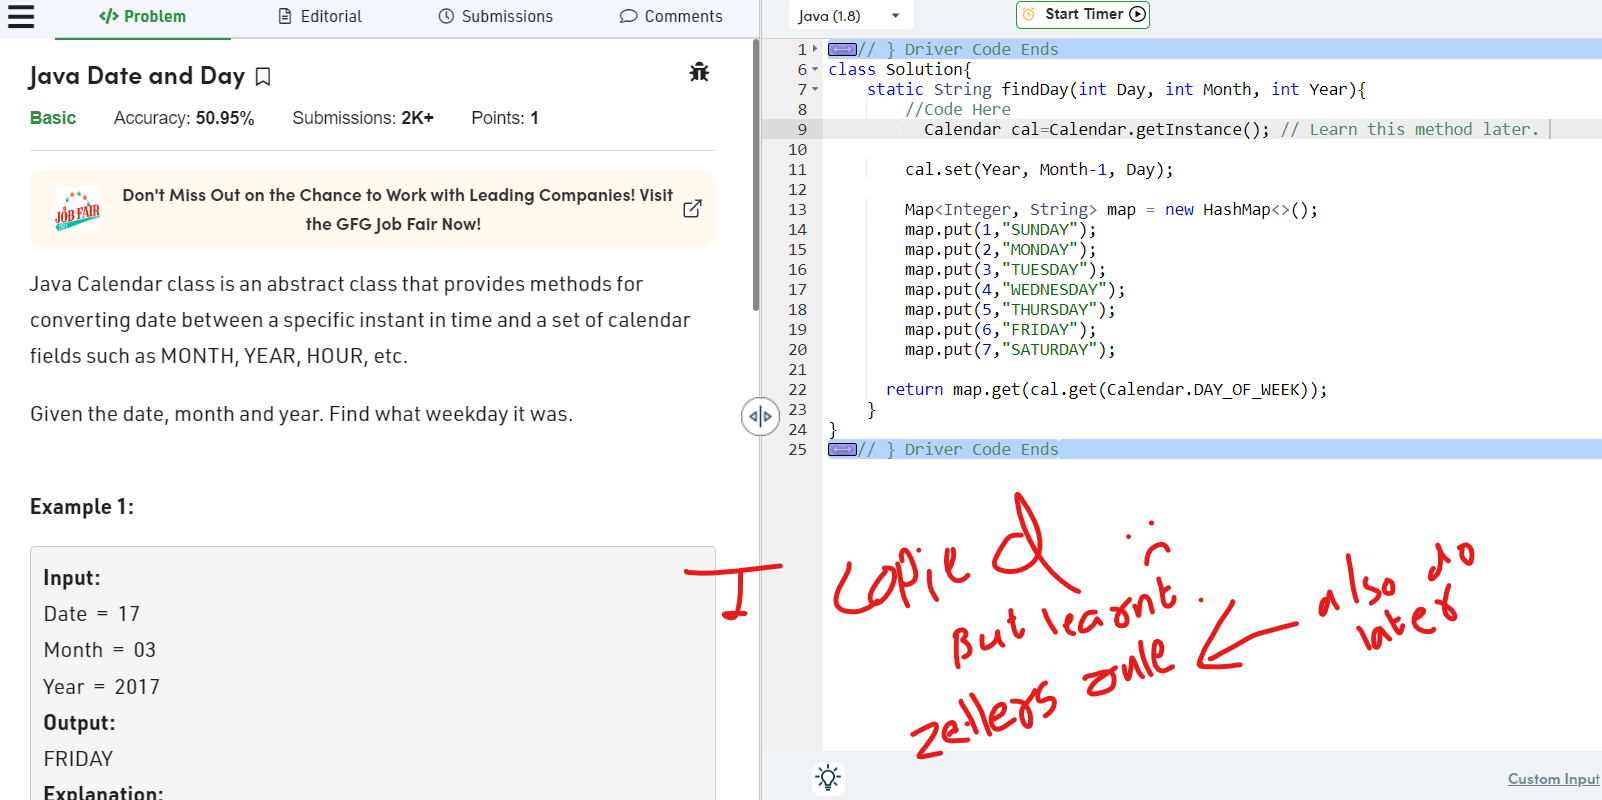 Problem
Editorial
Submissions
Comments
Java Date and Day
Basic Accuracy: 50.95% Submissions: 2K+ Points: 1
JOB FAIR
Don't Miss Out on the Chance to Work with Leading Companies! Visit
the GFG Job Fair Now!
Java Calendar class is an abstract class that provides methods for
converting date between a specific instant in time and a set of calendar
fields such as MONTH, YEAR, HOUR, etc.
Given the date, month and year. Find what weekday it was.
Example 1:
Input:
Date = 17
Month = 03
Year = 2017
Output:
FRIDAY
Explanation:
Java (1.8)
Start Timer
1 // } Driver Code Ends
6 class Solution{
7 static String findDay(int Day, int Month, int Year){
8 //Code Here
9 Calendar cal=Calendar.getInstance(); // Learn this method later.
10
11 cal.set(Year, Month-1, Day);
12
13 Map<Integer, String> map = new HashMap<>();
14 map.put(1,"SUNDAY");
15 map.put(2,"MONDAY");
16 map.put(3,"TUESDAY");
17 map.put(4,"WEDNESDAY");
18 map.put(5,"THURSDAY");
19 map.put(6,"FRIDAY");
20 map.put(7,"SATURDAY");
21
22 return map.get(cal.get(Calendar.DAY_OF_WEEK));
23 }
24 }
25 // } Driver Code Ends
I copied
But learnt.
zellers rule
also do
later
Custom Input